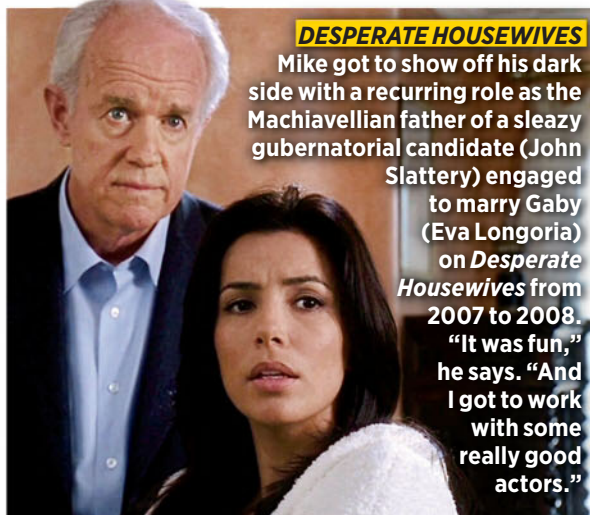 DESPERATE HOUSEWIVES
Mike got to show off his dark
side with a recurring role as the
Machiavellian father of a sleazy
gubernatorial candidate (John
Slattery) engaged
to marry Gaby
(Eva Longoria)
on Desperate
Housewives from
2007 to 2008.
“It was fun,”
he says. “And
I got to work
with some
really good
actors.”